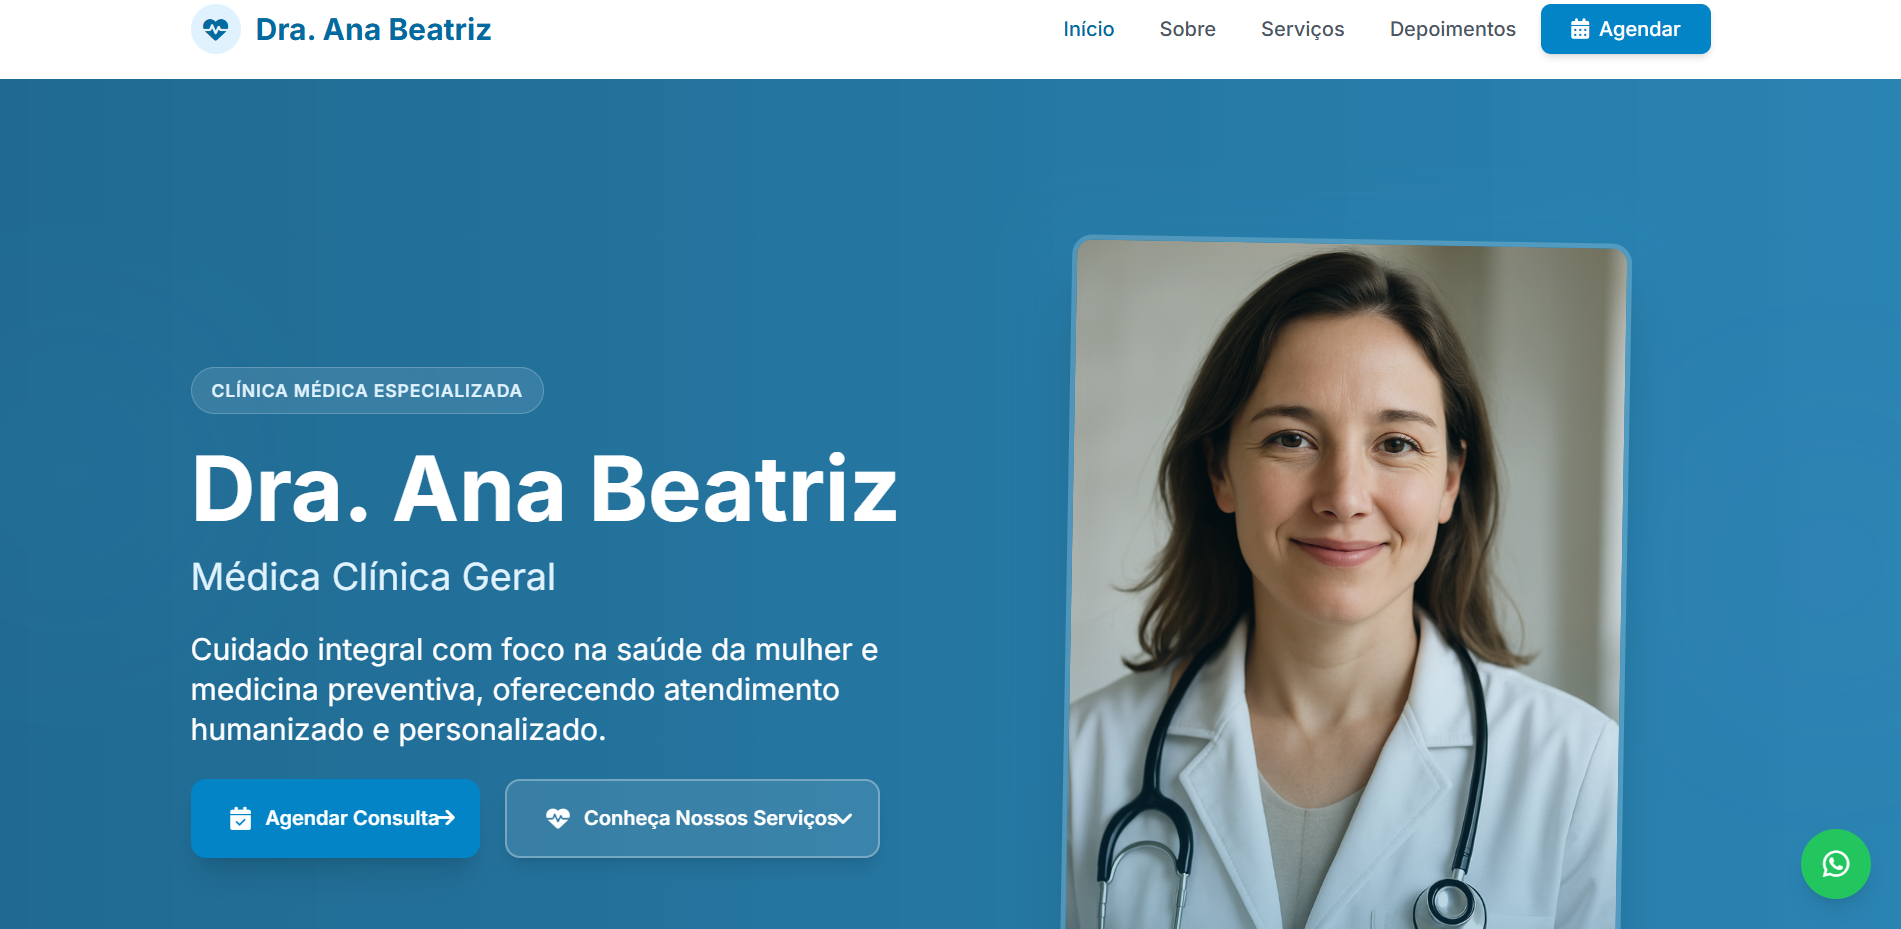 Dra. Ana Beatriz
Início
Sobre
Serviços
Depoimentos
Agendar
CLÍNICA MÉDICA ESPECIALIZADA
Dra. Ana Beatriz
Médica Clínica Geral
Cuidado integral com foco na saúde da mulher e
medicina preventiva, oferecendo atendimento
humanizado e personalizado.
Agendar Consulta
Conheça Nossos Serviços